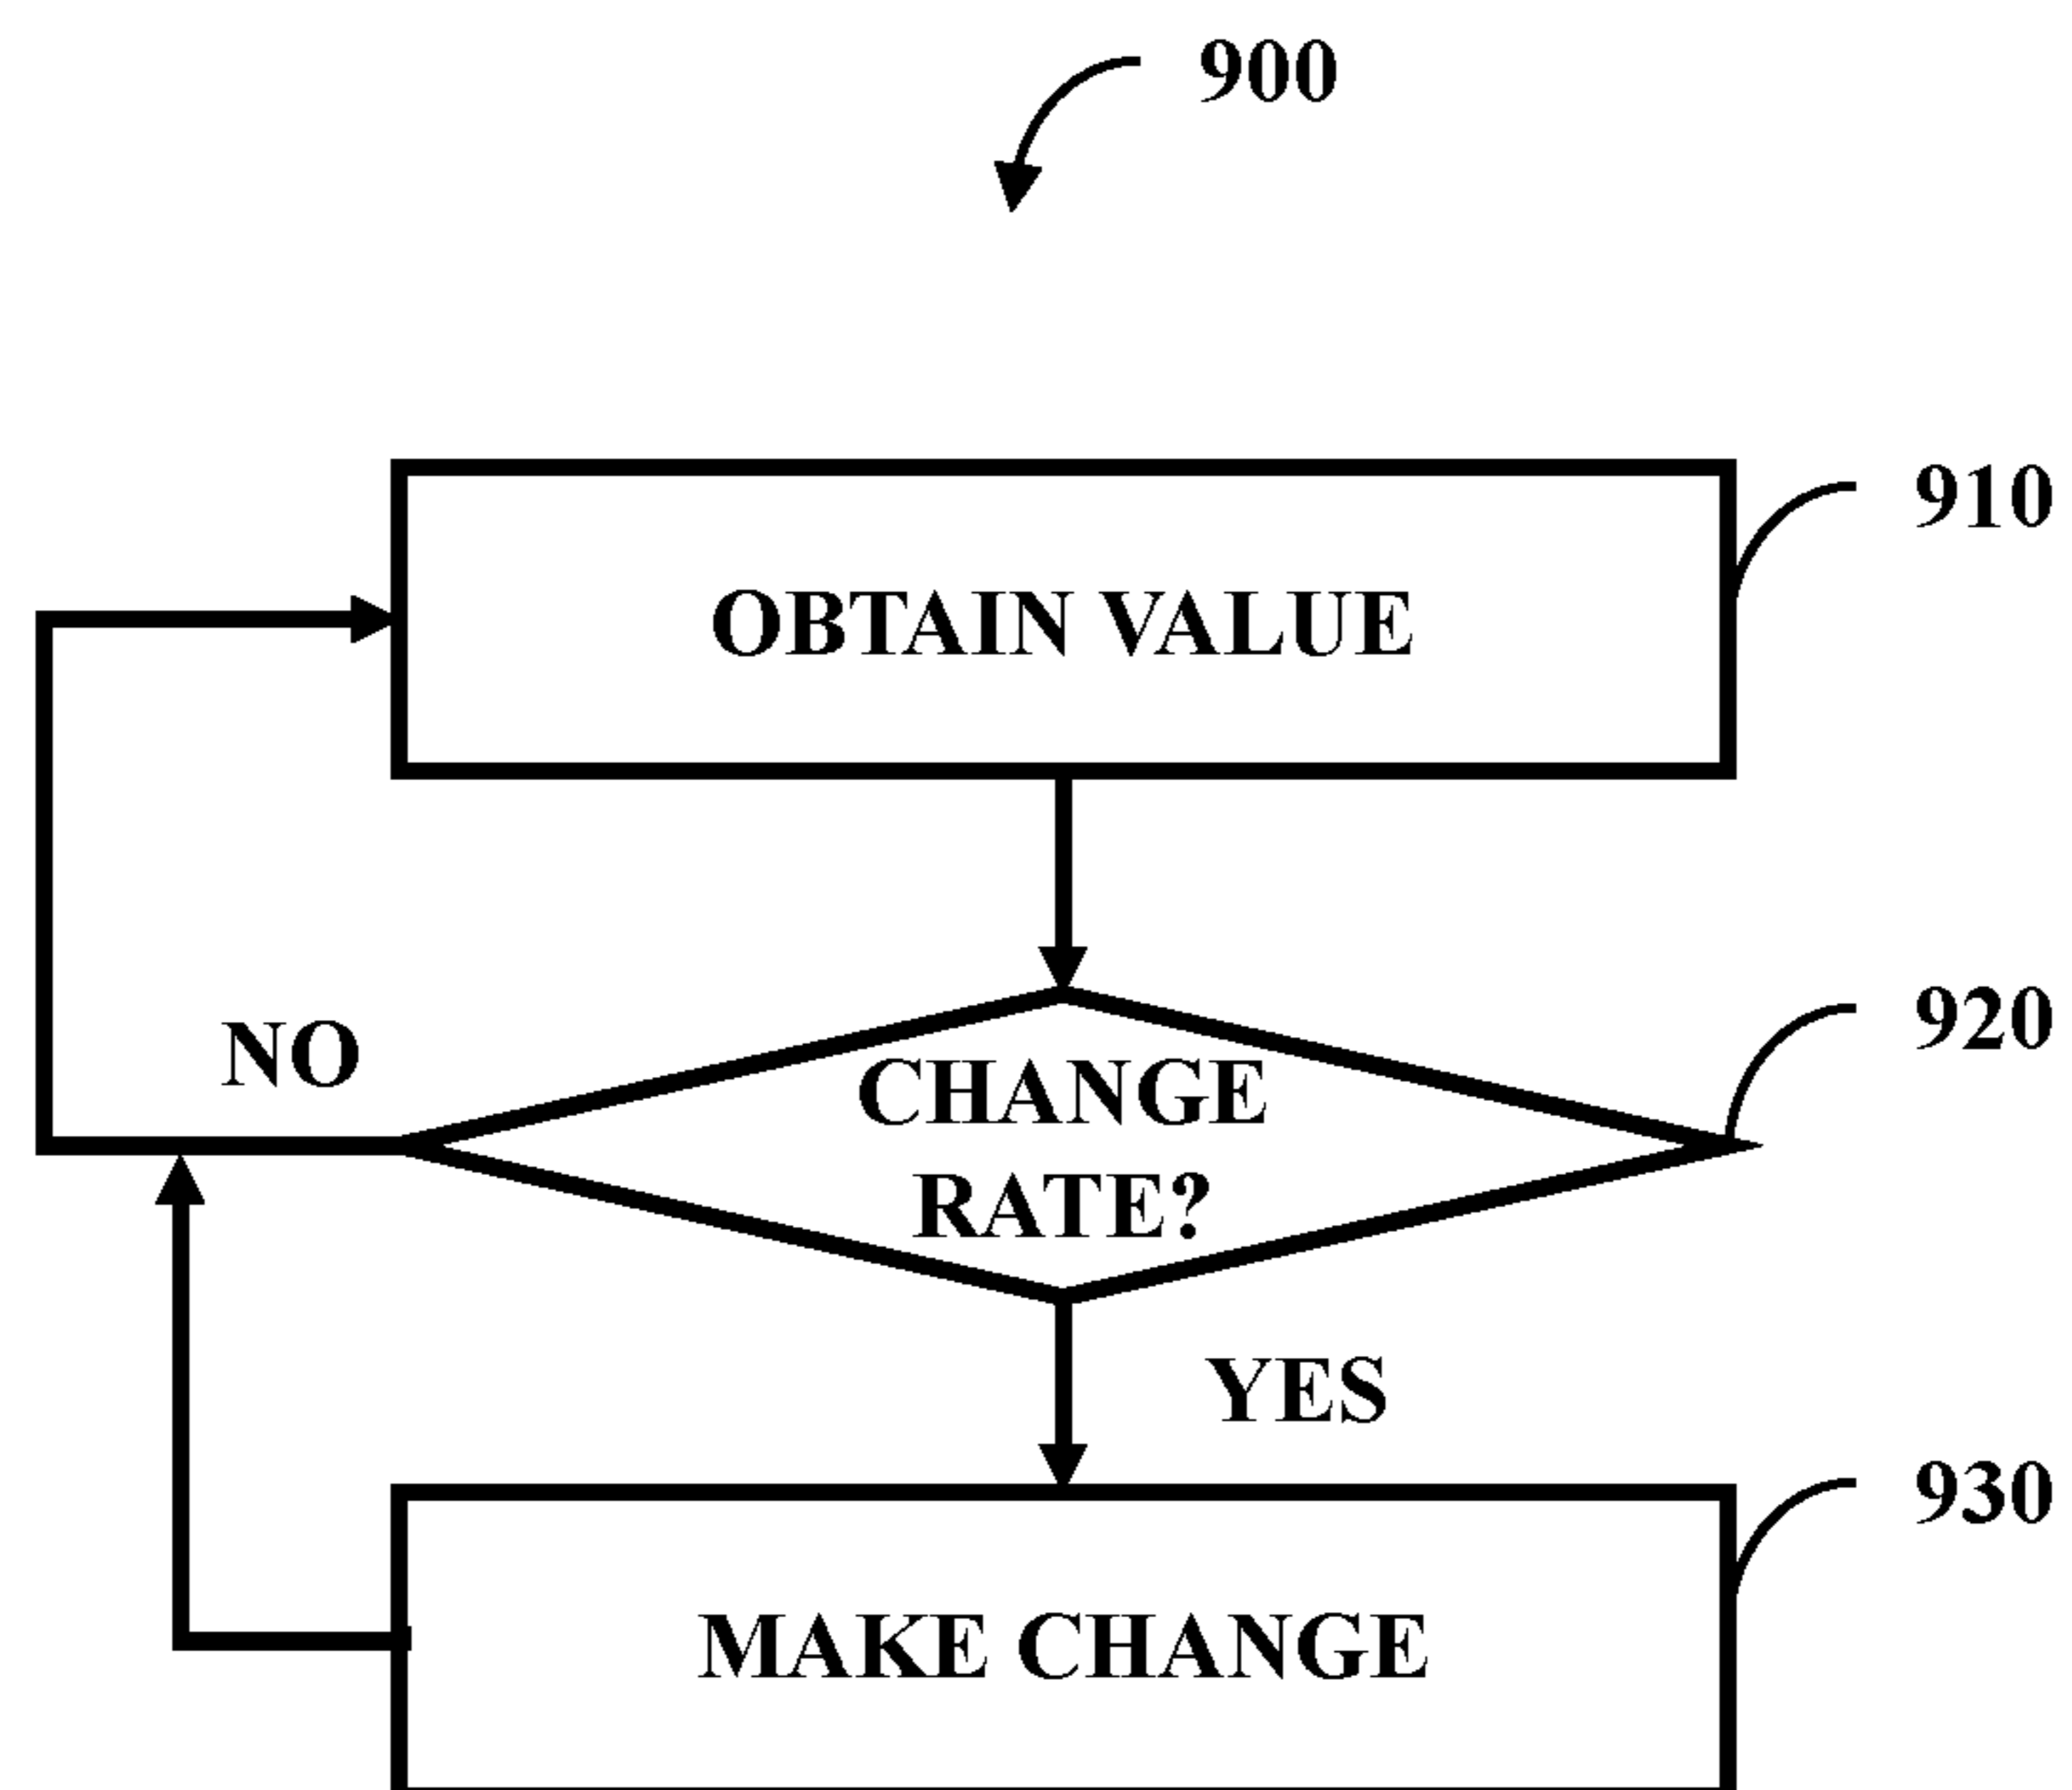 900
910
OBTAIN VALUE
920
NO
CHANGE
RATE?
YES
930
MAKE CHANGE